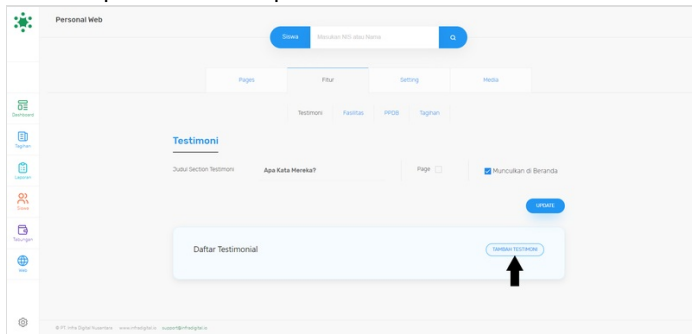 Personal Web
Siswa Masukan NIS atau Nama
Pages Fitur Setting Media
Testimoni Fasilitas PPDB Tagihan
Dashboard
Tagihan
Laporan
Siswa
Tabungan
Web
Testimoni
Judul Section Testimoni Apa Kata Mereka? Page Munculkan di Beranda
UPDATE
Daftar Testimonial TAMBAH TESTIMONI
© PT. Infra Digital Nusantara www.infradigital.io support@infradigital.io